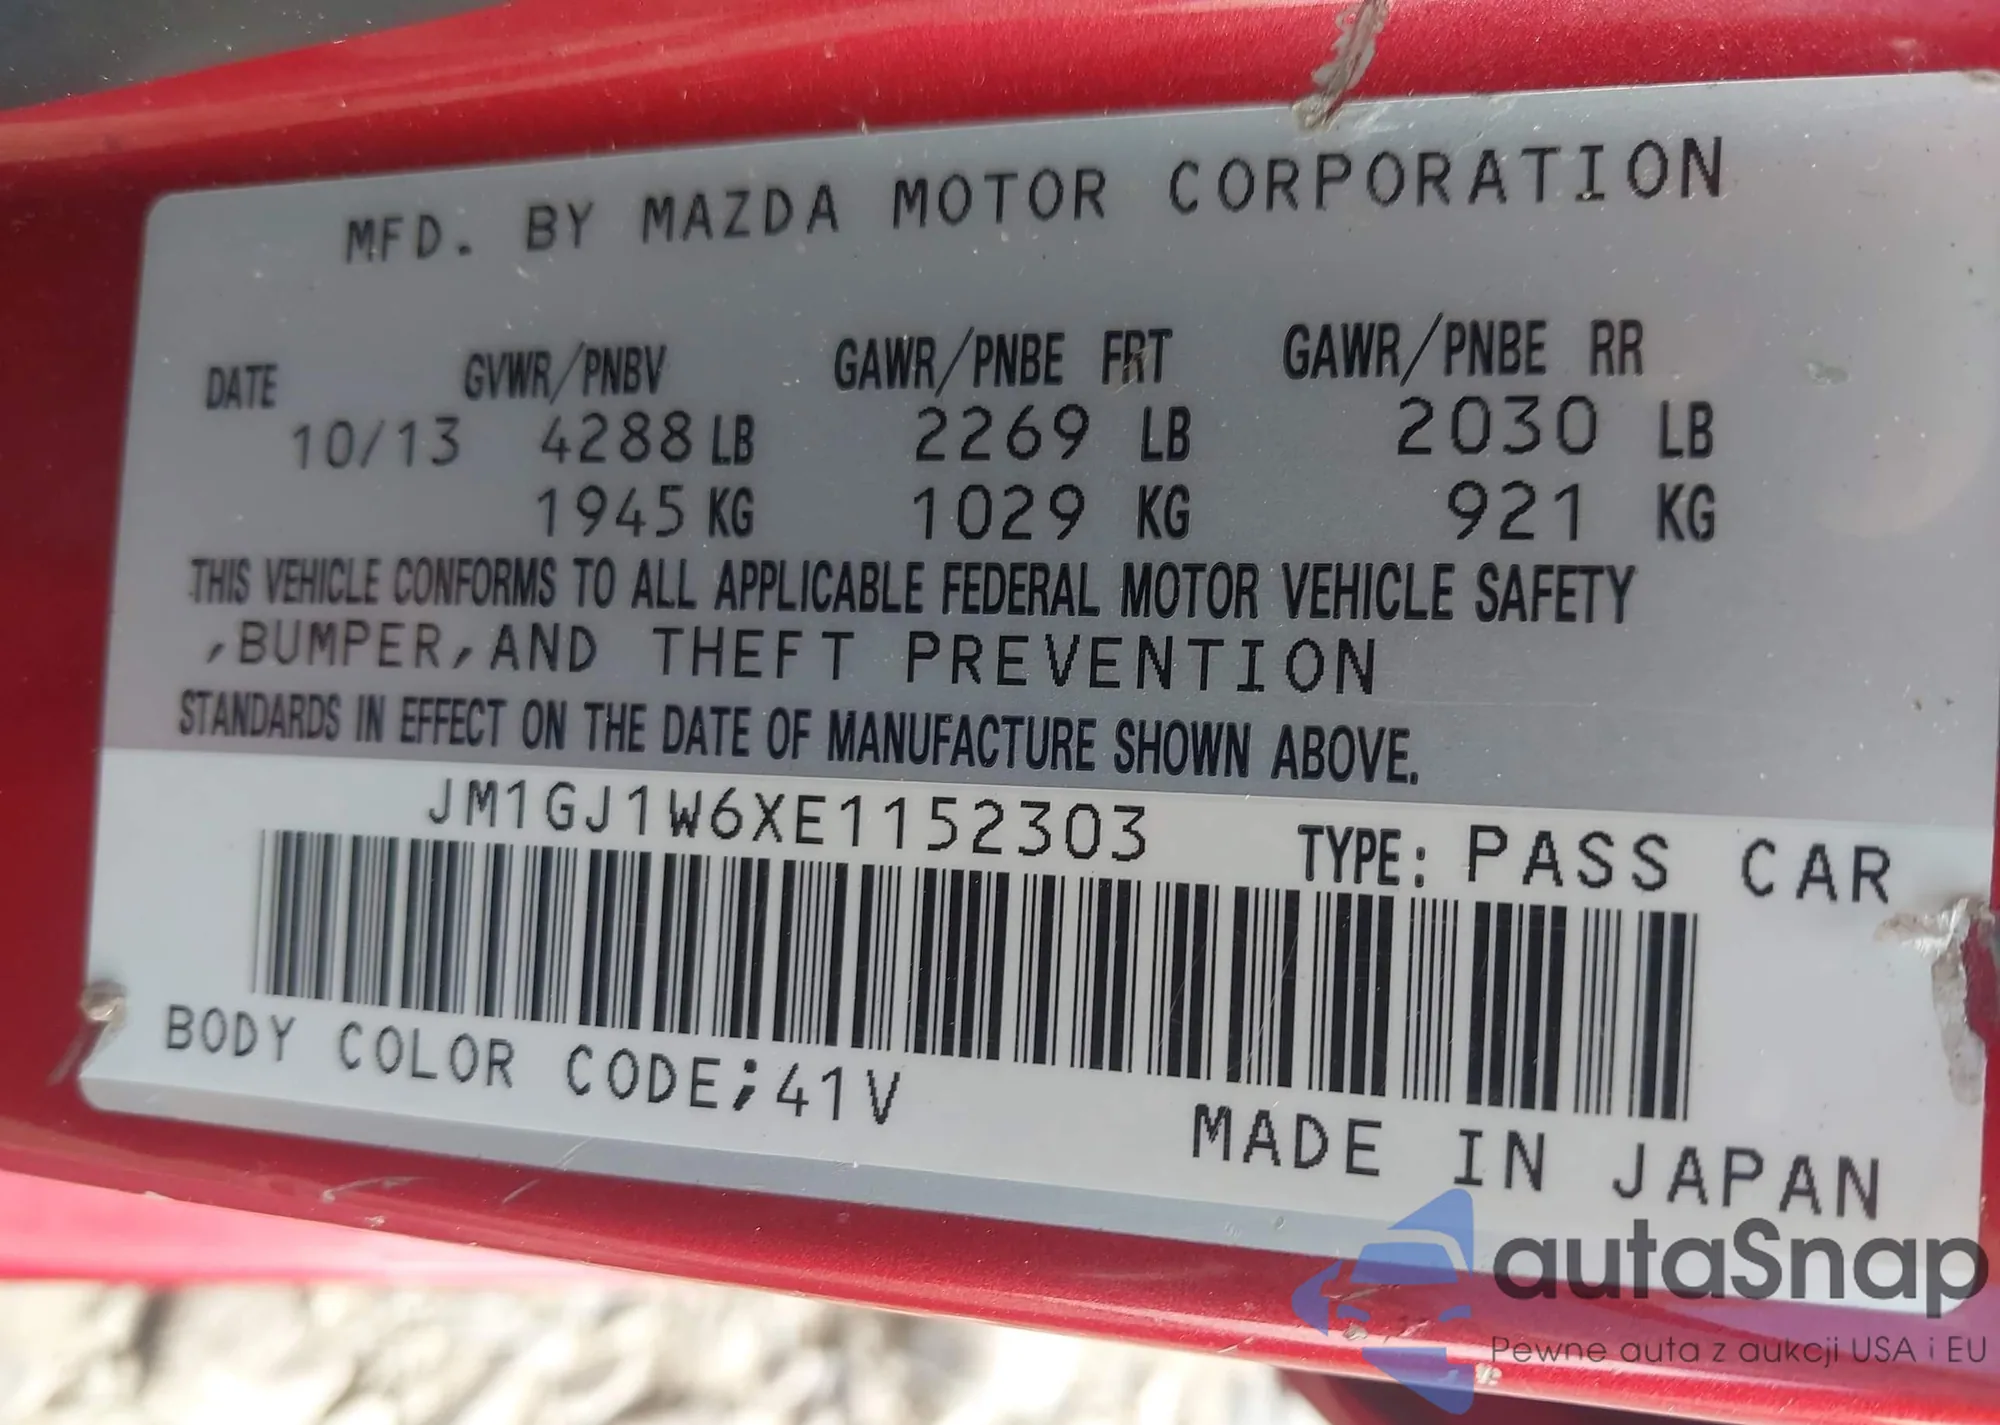 MFD. BY MAZDA MOTOR CORPORATION
DATE GVWR/PNBV GAWR/PNBE FRT GAWR/PNBE RR
10/13 4288 LB 2269 LB 2030 LB
1945 KG 1029 KG 921 KG
THIS VEHICLE CONFORMS TO ALL APPLICABLE FEDERAL MOTOR VEHICLE SAFETY
,BUMPER,AND THEFT PREVENTION
STANDARDS IN EFFECT ON THE DATE OF MANUFACTURE SHOWN ABOVE.
JM1GJ1W6XE1152303 TYPE: PASS CAR
BODY COLOR CODE;41V
MADE IN JAPAN
autaSnap
Pewne auta z aukcji USA i EU